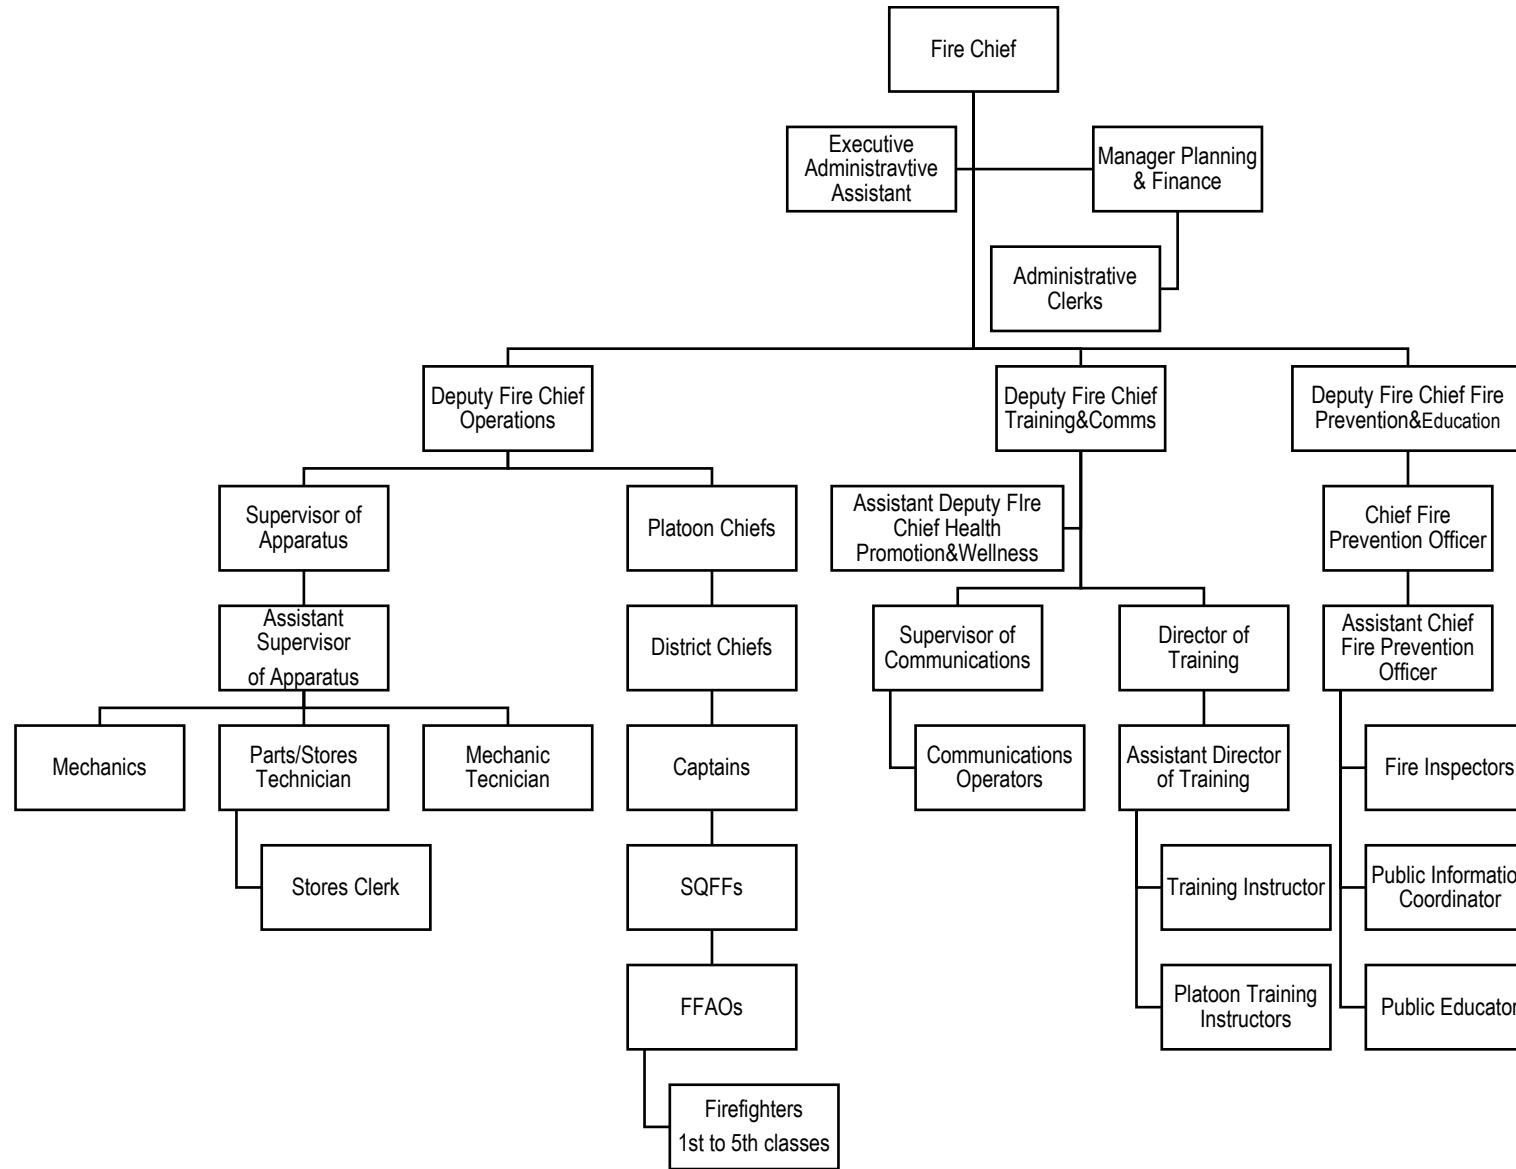 Fire Chief
Executive
Administravtive
Assistant
Manager Planning
& Finance
Administrative
Clerks
Deputy Fire Chief
Operations
Deputy Fire Chief
Training&Comms
Deputy Fire Chief Fire
Prevention&Education
Supervisor of
Apparatus
Platoon Chiefs
Assistant Deputy FIre
Chief Health
Promotion&Wellness
Chief Fire
Prevention Officer
Assistant
Supervisor
of Apparatus
District Chiefs
Supervisor of
Communications
Director of
Training
Assistant Chief
Fire Prevention
Officer
Mechanics
Parts/Stores
Technician
Mechanic
Tecnician
Captains
Communications
Operators
Assistant Director
of Training
Fire Inspectors
Stores Clerk
SQFFs
Training Instructor
Public Informatio
Coordinator
FFAOs
Platoon Training
Instructors
Public Educator
Firefighters
1st to 5th classes